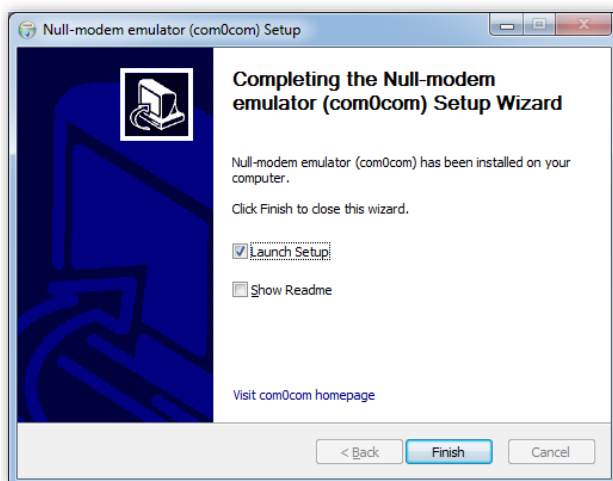 Null-modem emulator (com0com) Setup
Completing the Null-modem
emulator (com0com) Setup Wizard
Null-modem emulator (com0com) has been installed on your
computer.
Click Finish to close this wizard.
Launch Setup
Show Readme
Visit com0com homepage
< Back Finish Cancel